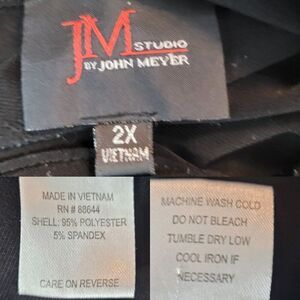 JM STUDIO
BY JOHN MEYER
2X
VIETNAM
MADE IN VIETNAM
RN # 88644
SHELL: 95% POLYESTER
5% SPANDEX
CARE ON REVERSE
MACHINE WASH COLD
DO NOT BLEACH
TUMBLE DRY LOW
COOL IRON IF
NECESSARY